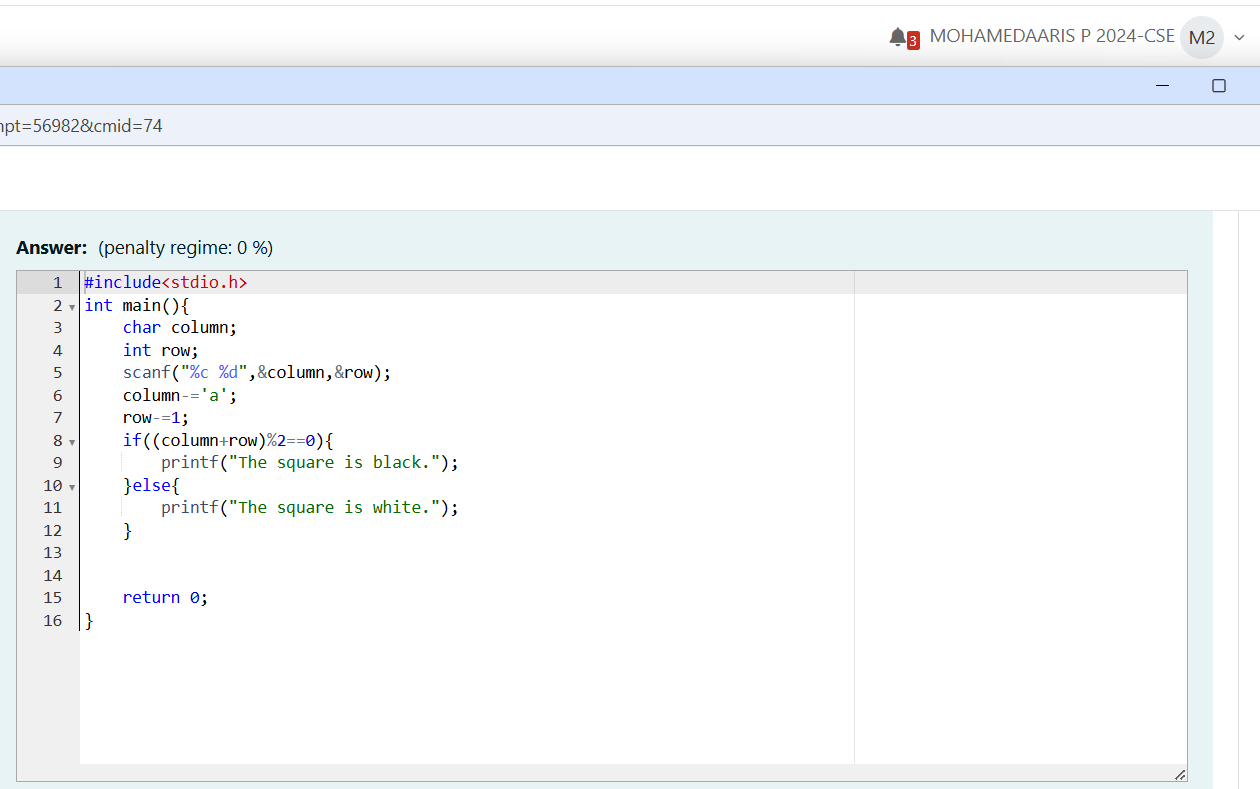 3 MOHAMEDAARIS P 2024-CSE M2
npt=56982&cmid=74
Answer: (penalty regime: 0 %)
1 #include<stdio.h>
2 int main(){
3 char column;
4 int row;
5 scanf("%c %d",&column,&row);
6 column-='a';
7 row-=1;
8 if((column+row)%2==0){
9 printf("The square is black.");
10 }else{
11 printf("The square is white.");
12 }
13
14
15 return 0;
16 }